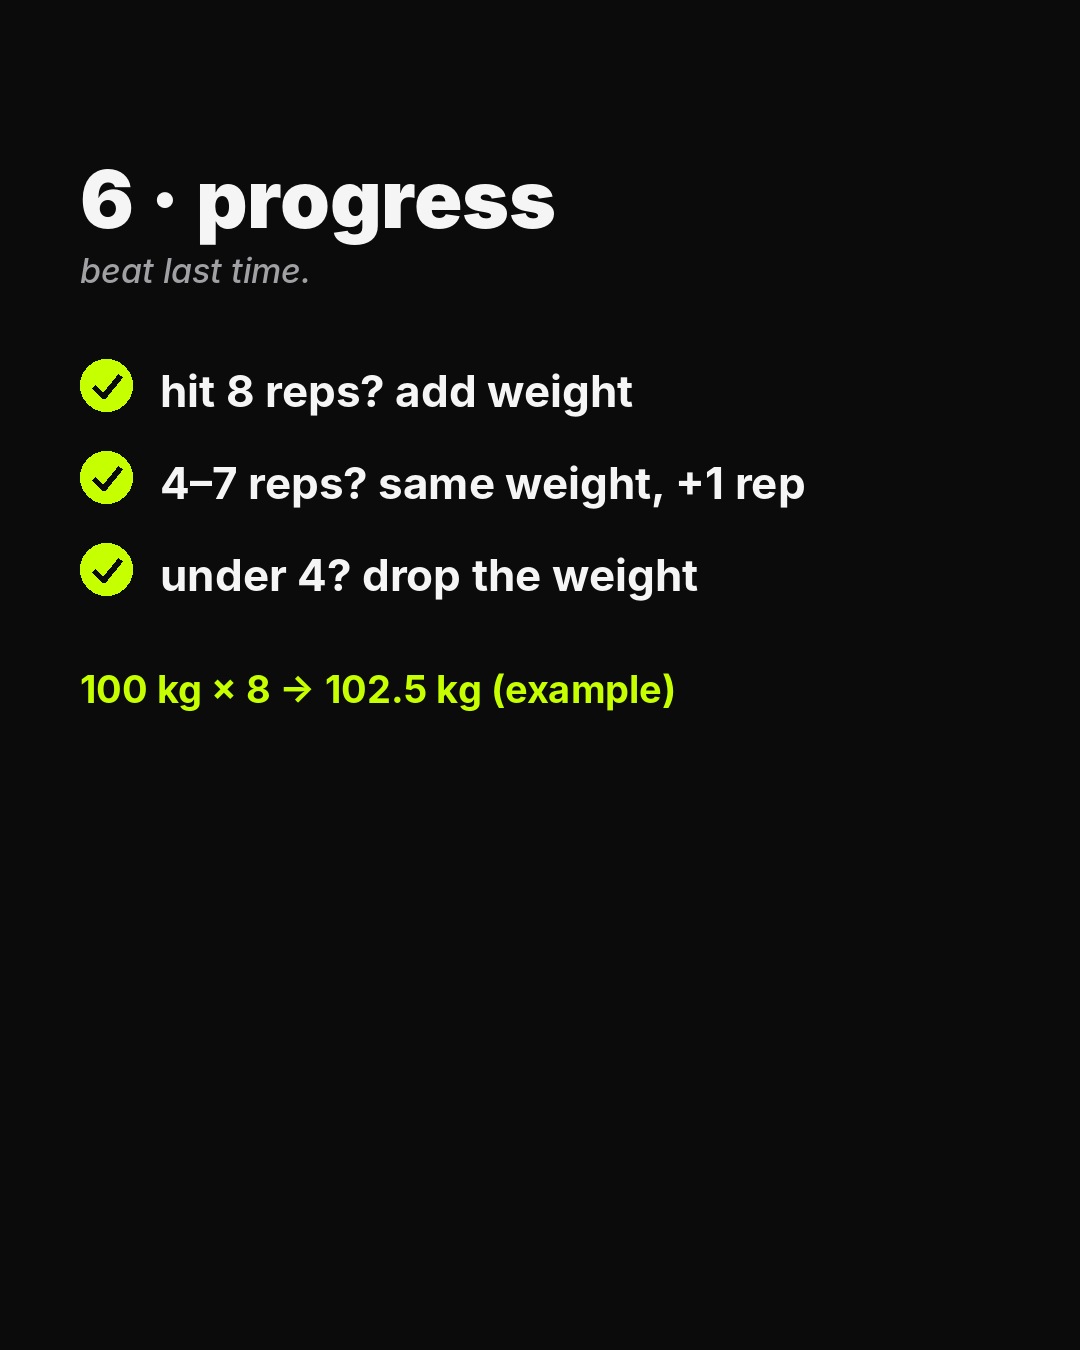 6 · progress
beat last time.
hit 8 reps? add weight
4–7 reps? same weight, +1 rep
under 4? drop the weight
100 kg × 8 → 102.5 kg (example)